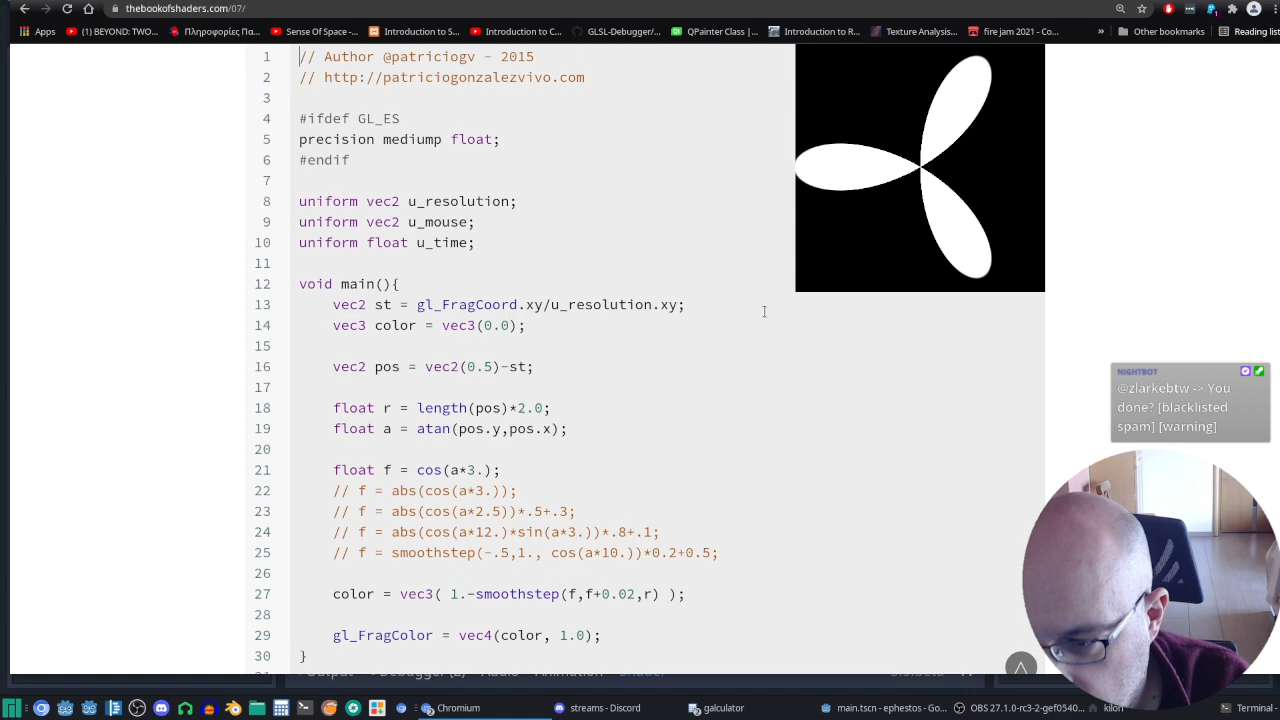 thebookofshaders.com/07/
Apps
(1) BEYOND: TWO...
Πληροφορίες Πα...
Sense Of Space -...
Introduction to S...
Introduction to C...
GLSL-Debugger/...
QPainter Class |...
Introduction to R...
Texture Analysis...
fire jam 2021 - Co...
»
Other bookmarks
Reading list
1 // Author @patriciogv - 2015
2 // http://patriciogonzalezvivo.com
3
4 #ifdef GL_ES
5 precision mediump float;
6 #endif
7
8 uniform vec2 u_resolution;
9 uniform vec2 u_mouse;
10 uniform float u_time;
11
12 void main(){
13 vec2 st = gl_FragCoord.xy/u_resolution.xy;
14 vec3 color = vec3(0.0);
15
16 vec2 pos = vec2(0.5)-st;
17
18 float r = length(pos)*2.0;
19 float a = atan(pos.y,pos.x);
20
21 float f = cos(a*3.);
22 // f = abs(cos(a*3.));
23 // f = abs(cos(a*2.5))*.5+.3;
24 // f = abs(cos(a*12.)*sin(a*3.))*.8+.1;
25 // f = smoothstep(-.5,1., cos(a*10.))*0.2+0.5;
26
27 color = vec3( 1.-smoothstep(f,f+0.02,r) );
28
29 gl_FragColor = vec4(color, 1.0);
30 }
NIGHTBOT
@zlarkebtw -> You
done? [blacklisted
spam] [warning]
Chromium
streams - Discord
galculator
main.tscn - ephestos - Go...
OBS 27.1.0-rc3-2-gef0540...
kilon
Terminal -